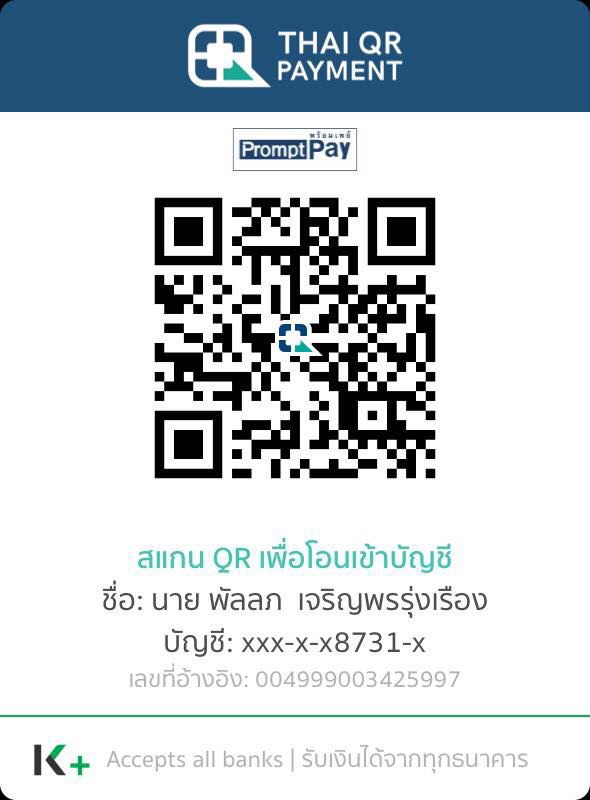 THAI QR
PAYMENT
พร้อมเพย์
PromptPay
สแกน QR เพื่อโอนเข้าบัญชี
ชื่อ: นาย พัลลภ เจริญพรรุ่งเรือง
บัญชี: xxx-x-x8731-x
เลขที่อ้างอิง: 004999003425997
K+ Accepts all banks | รับเงินได้จากทุกธนาคาร